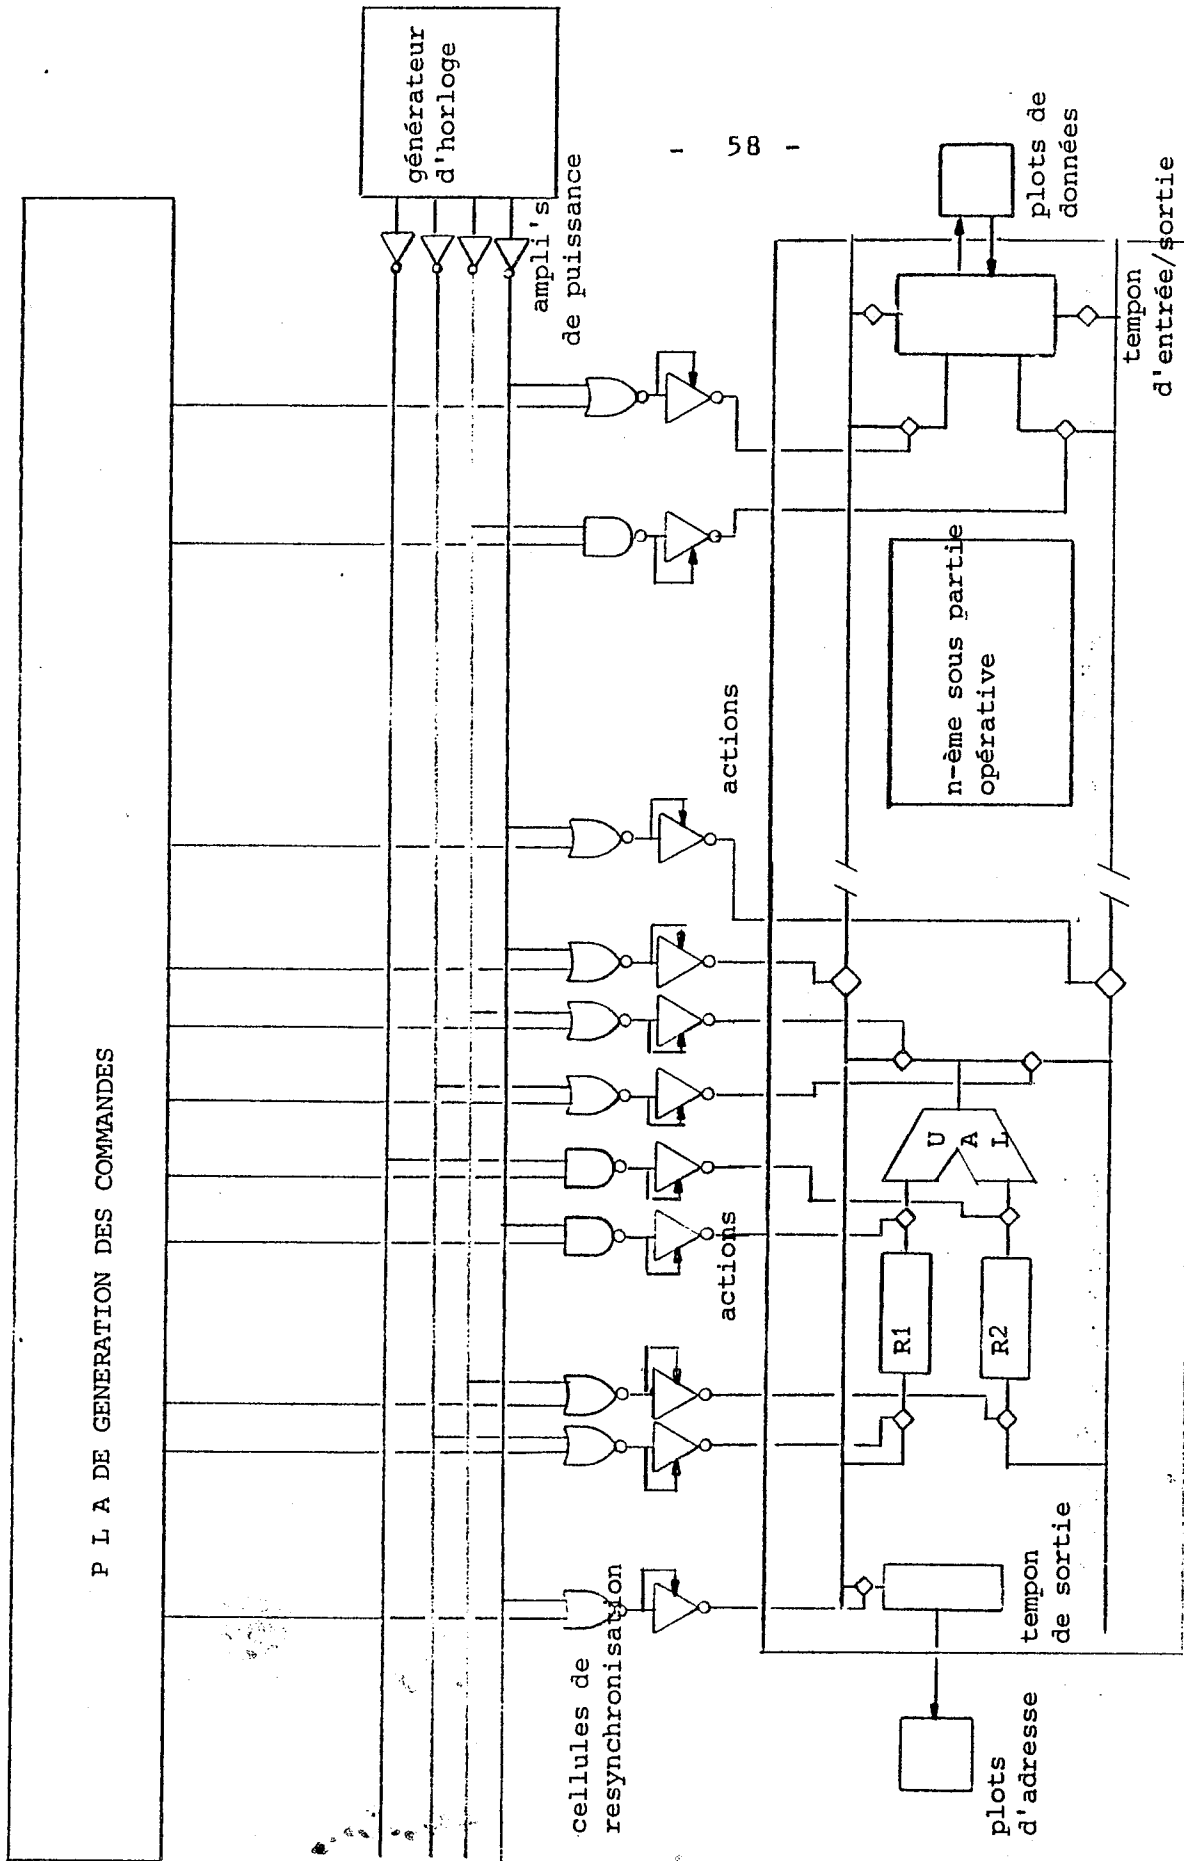 - 58 -
P L A DE GENERATION DES COMMANDES
générateur
d'horloge
ampli's
de puissance
cellules de
resynchronisation
actions
actions
plots
d'adresse
tempon
de sortie
R1
R2
U
A
L
n-ème sous partie
opérative
tempon
d'entrée/sortie
plots de
données